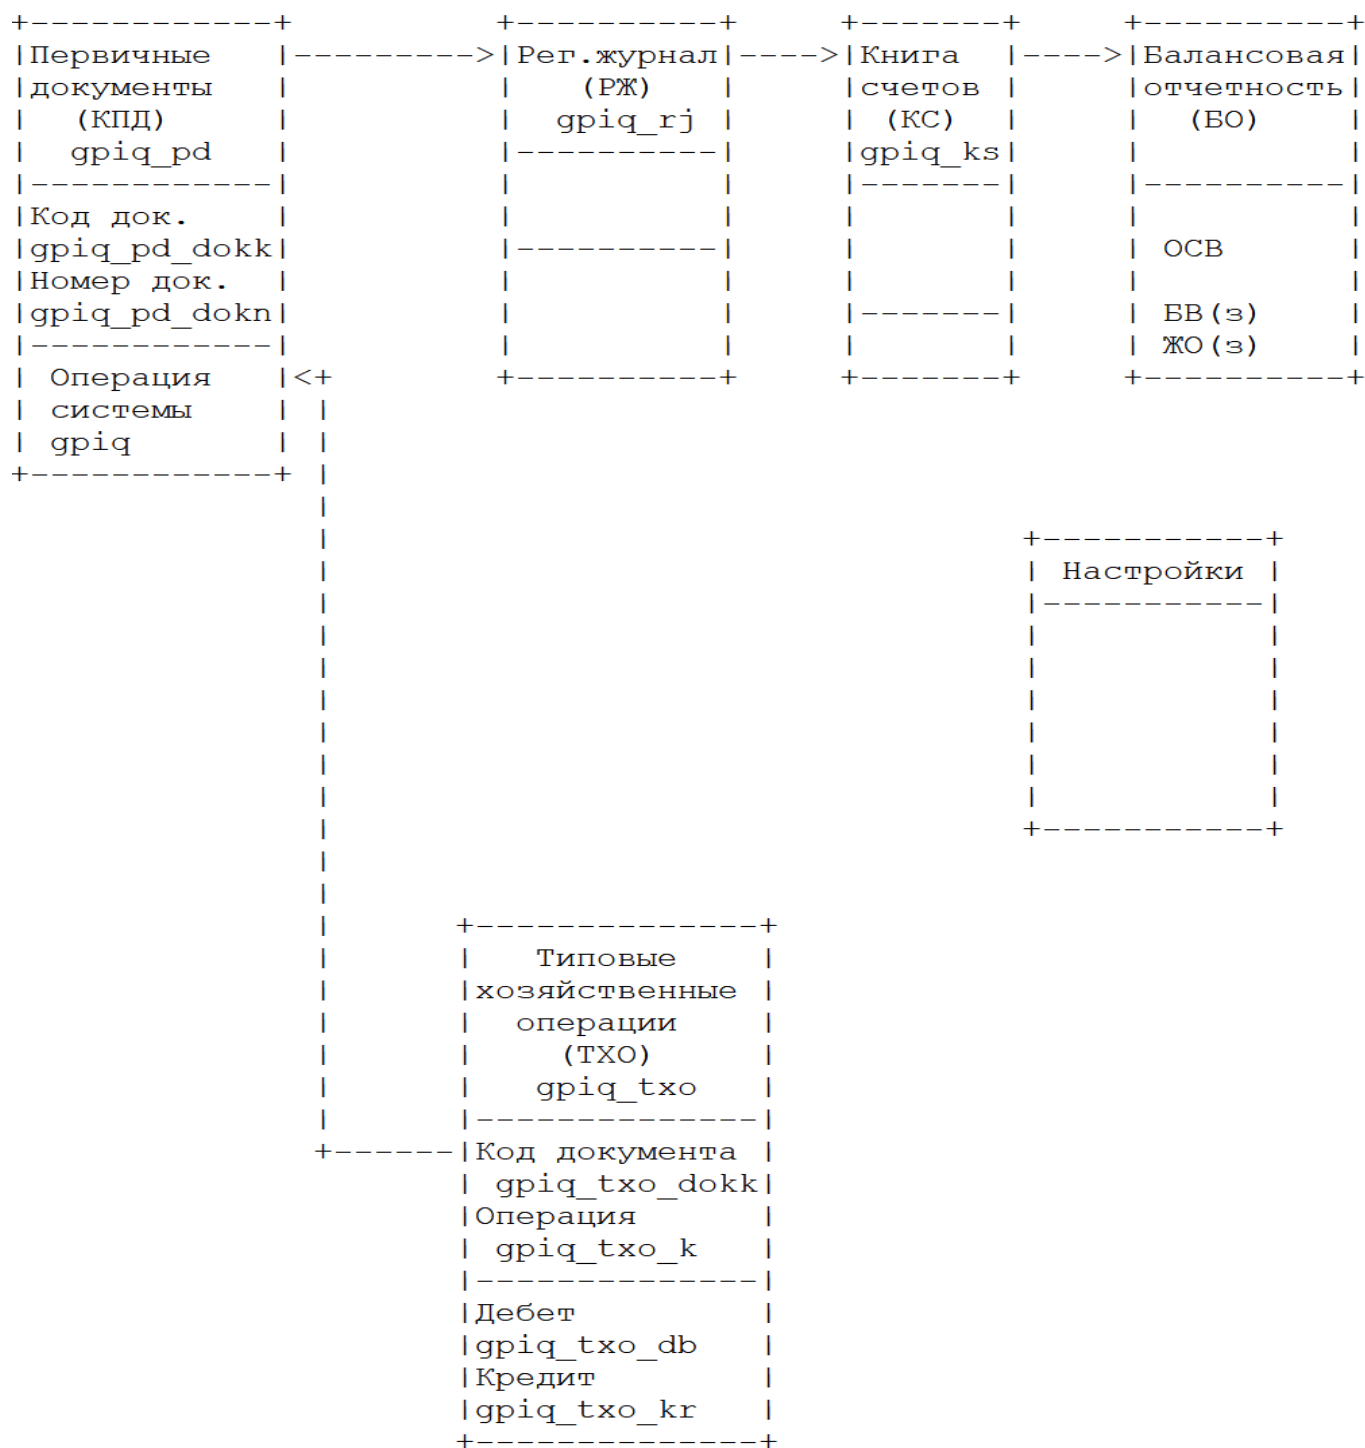 +------------+          +----------+     +-------+     +----------+
|Первичные   |--------->|Рег.журнал|---->|Книга  |---->|Балансовая|
|документы   |          |   (РЖ)   |     |счетов |     |отчетность|
|  (КПД)     |          |  gpiq_rj |     | (КС)  |     |  (БО)    |
|  gpiq_pd   |          |----------|     |gpiq_ks|     |          |
|------------|          |          |     |-------|     |----------|
|Код док.    |          |          |     |       |     |          |
|gpiq_pd_dokk|          |----------|     |       |     | ОСВ      |
|Номер док.  |          |          |     |       |     |          |
|gpiq_pd_dokn|          |          |     |-------|     | БВ(з)    |
|------------|          |          |     |       |     | ЖО(з)    |
| Операция   |<+        +----------+     +-------+     +----------+
| системы    | |
| gpiq       | |
+------------+ |
               |
               |                                  +-----------+
               |                                  | Настройки |
               |                                  |-----------|
               |                                  |           |
               |                                  |           |
               |                                  |           |
               |                                  |           |
               |                                  |           |
               |                                  |           |
               |                                  +-----------+
               |
               |
               |      +--------------+
               |      |   Типовые    |
               |      |хозяйственные |
               |      |  операции    |
               |      |    (ТХО)     |
               |      |   gpiq_txo   |
               |      |--------------|
               +------|Код документа |
                      | gpiq_txo_dokk|
                      |Операция      |
                      | gpiq_txo_k   |
                      |--------------|
                      |Дебет         |
                      |gpiq_txo_db   |
                      |Кредит        |
                      |gpiq_txo_kr   |
                      +--------------+